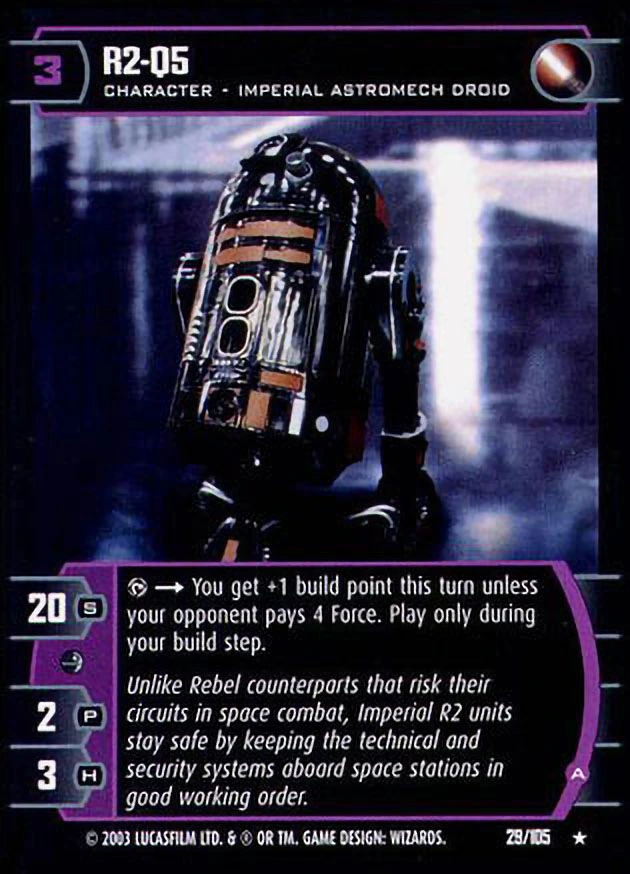 3
R2-Q5
CHARACTER - IMPERIAL ASTROMECH DROID
You get +1 build point this turn unless
your opponent pays 4 Force. Play only during
your build step.
20 S
2 P
3 H
Unlike Rebel counterparts that risk their
circuits in space combat, Imperial R2 units
stay safe by keeping the technical and
security systems aboard space stations in
good working order.
A
© 2003 LUCASFILM LTD. & ® OR TM. GAME DESIGN: WIZARDS.
29/105 ★